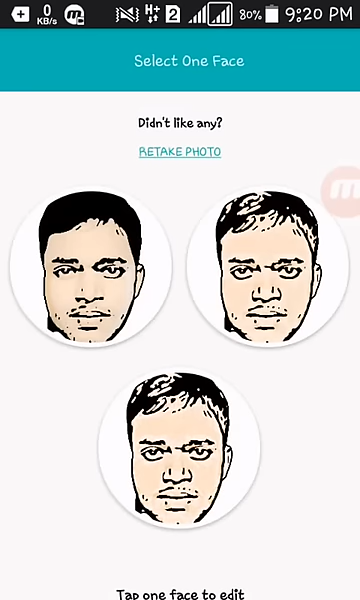 0
KB/s
H+
2
80%
9:20 PM
Select One Face
Didn't like any?
RETAKE PHOTO
Tap one face to edit